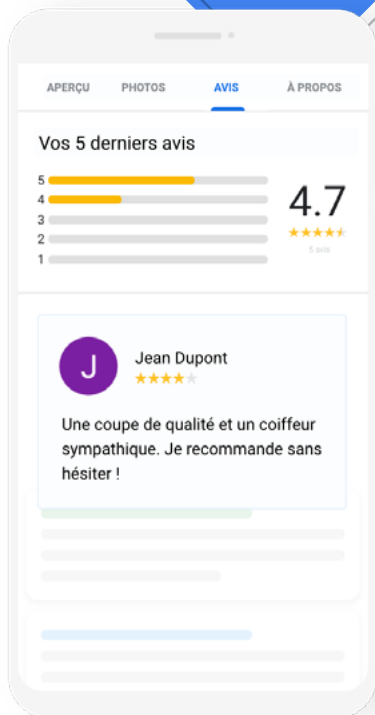 APERÇU PHOTOS AVIS À PROPOS
Vos 5 derniers avis
5
4
3
2
1
4.7
5 avis
J
Jean Dupont
Une coupe de qualité et un coiffeur
sympathique. Je recommande sans
hésiter !